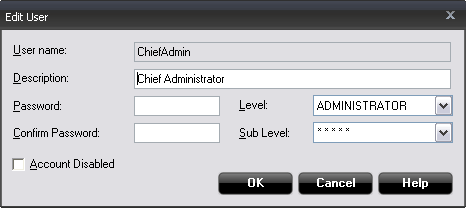 Edit User
User name: ChiefAdmin
Description: Chief Administrator
Password: Level: ADMINISTRATOR
Confirm Password: Sub Level: *****
Account Disabled
OK Cancel Help